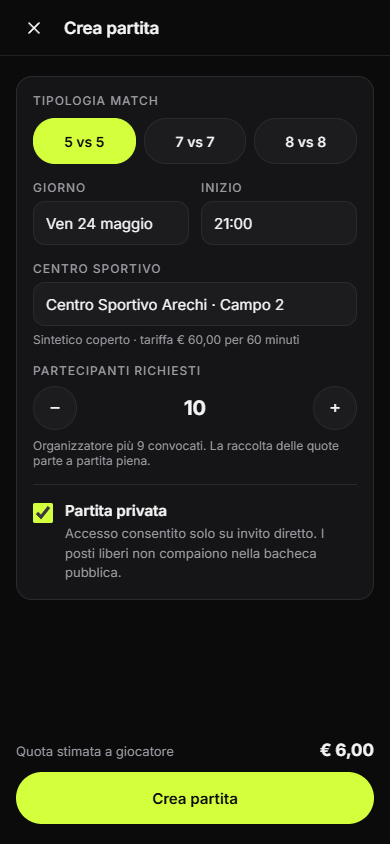 Crea partita
TIPOLOGIA MATCH
5 vs 5
7 vs 7
8 vs 8
GIORNO
INIZIO
Ven 24 maggio
21:00
CENTRO SPORTIVO
Centro Sportivo Arechi · Campo 2
Sintetico coperto · tariffa € 60,00 per 60 minuti
PARTECIPANTI RICHIESTI
− 10 +
Organizzatore più 9 convocati. La raccolta delle quote
parte a partita piena.
Partita privata
Accesso consentito solo su invito diretto. I
posti liberi non compaiono nella bacheca
pubblica.
Quota stimata a giocatore
€ 6,00
Crea partita